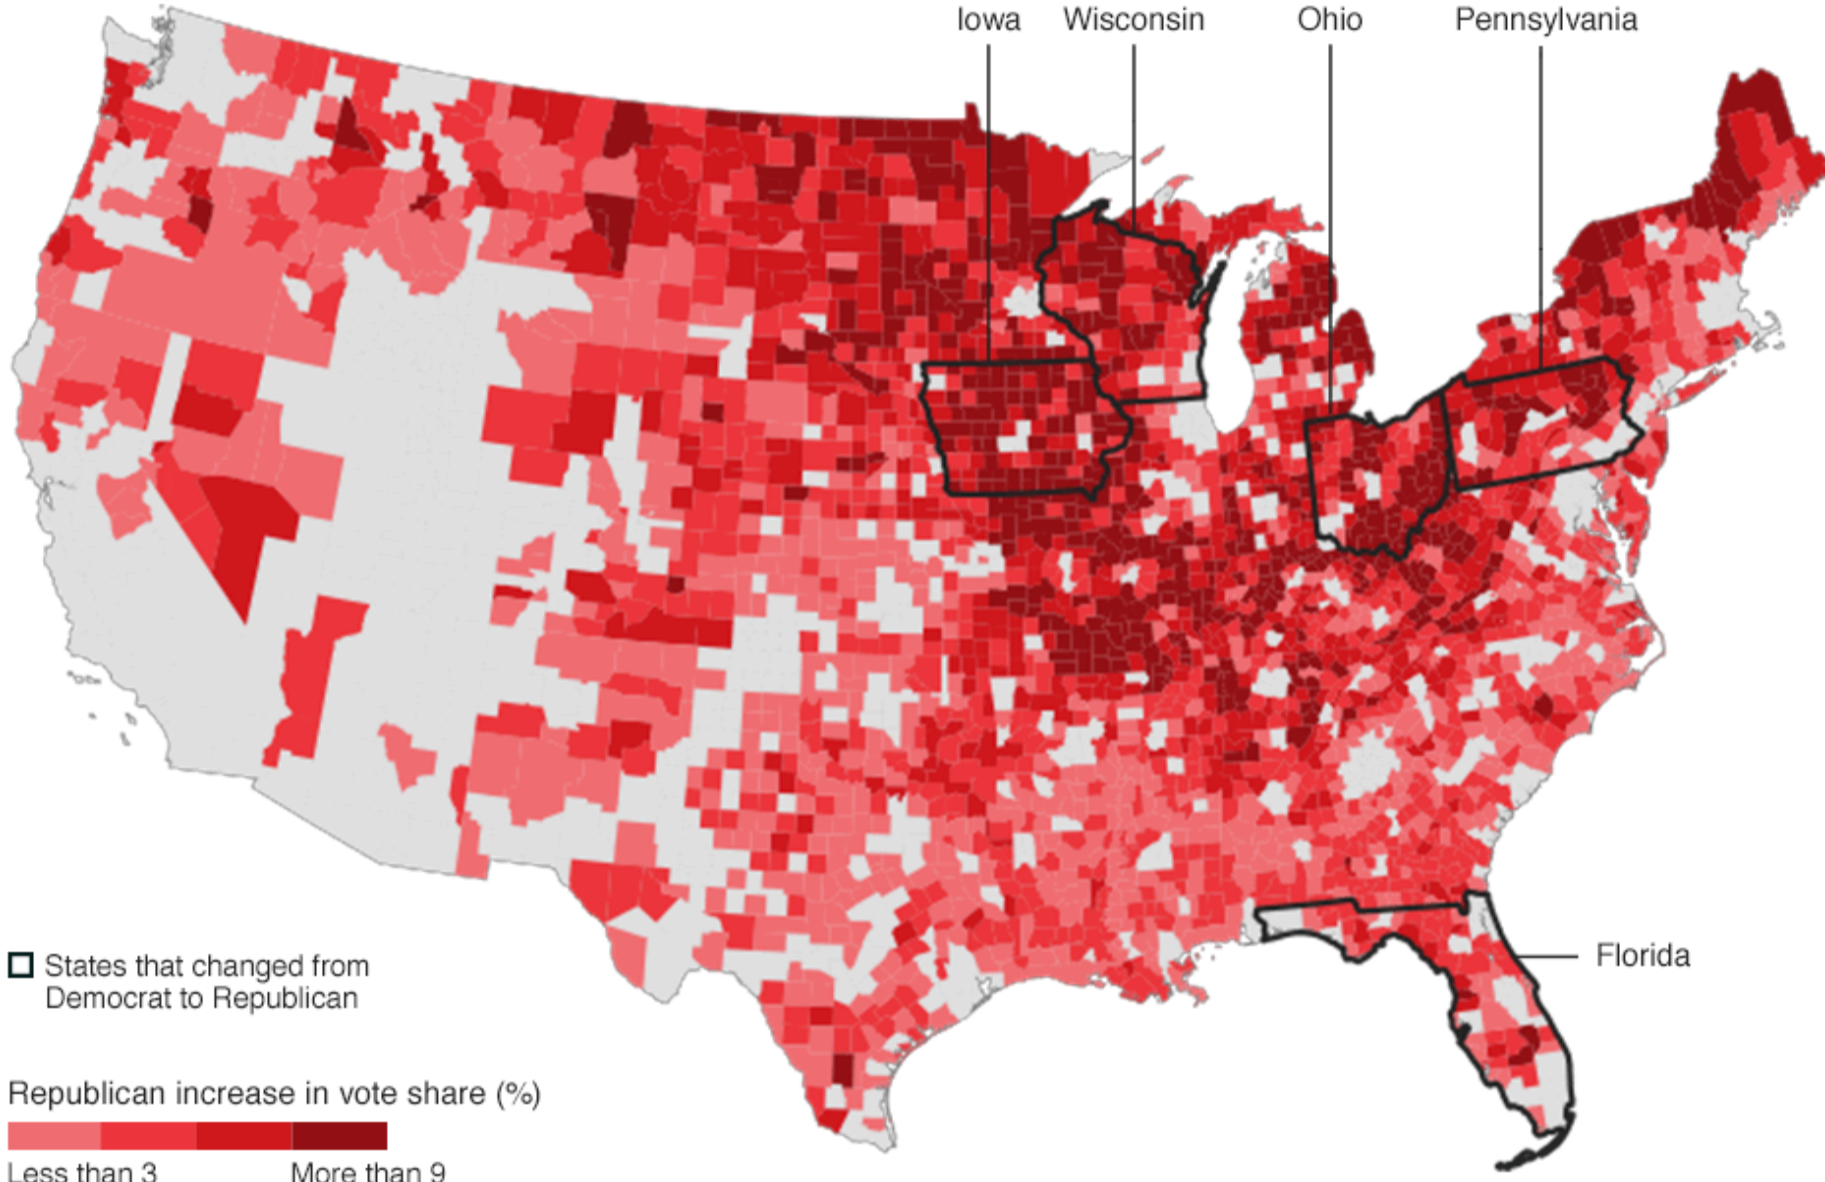 Iowa
Wisconsin
Ohio
Pennsylvania
Florida
States that changed from
Democrat to Republican
Republican increase in vote share (%)
Less than 3
More than 9